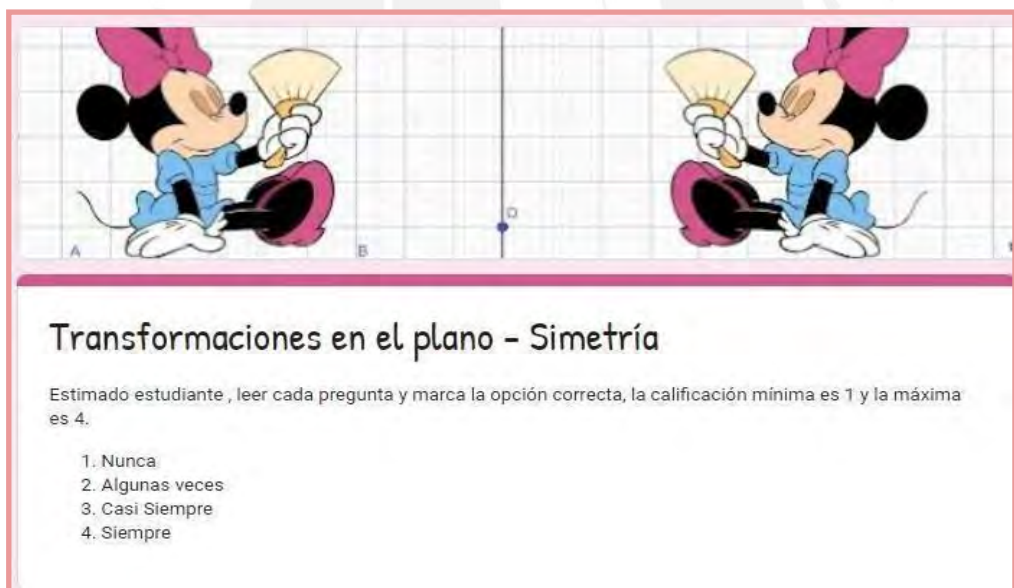 A
B
D
Transformaciones en el plano - Simetría
Estimado estudiante , leer cada pregunta y marca la opción correcta, la calificación mínima es 1 y la máxima
es 4.
1. Nunca
2. Algunas veces
3. Casi Siempre
4. Siempre